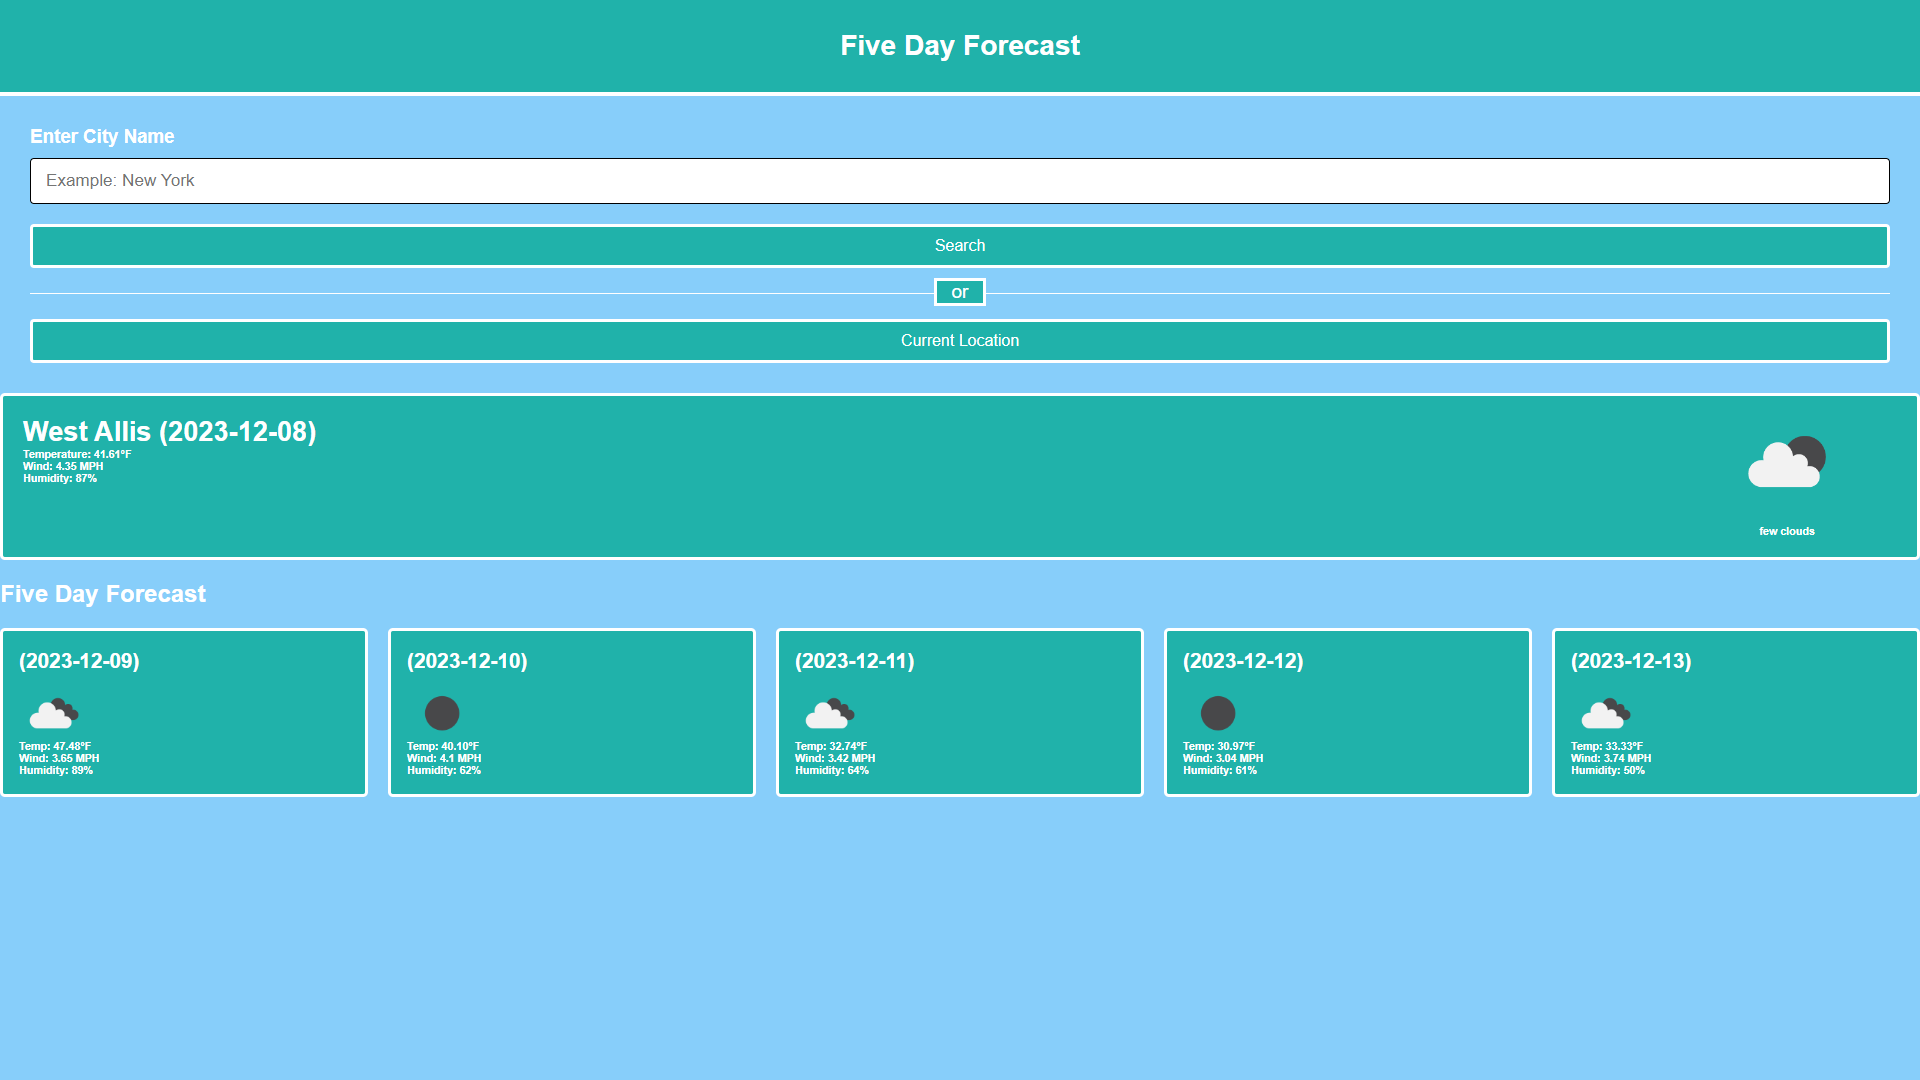 Five Day Forecast
Enter City Name
Example: New York
Search
or
Current Location
West Allis (2023-12-08)
Temperature: 41.61°F
Wind: 4.35 MPH
Humidity: 87%
few clouds
Five Day Forecast
(2023-12-09)
Temp: 47.48°F
Wind: 3.65 MPH
Humidity: 89%
(2023-12-10)
Temp: 40.10°F
Wind: 4.1 MPH
Humidity: 62%
(2023-12-11)
Temp: 32.74°F
Wind: 3.42 MPH
Humidity: 64%
(2023-12-12)
Temp: 30.97°F
Wind: 3.04 MPH
Humidity: 61%
(2023-12-13)
Temp: 33.33°F
Wind: 3.74 MPH
Humidity: 50%